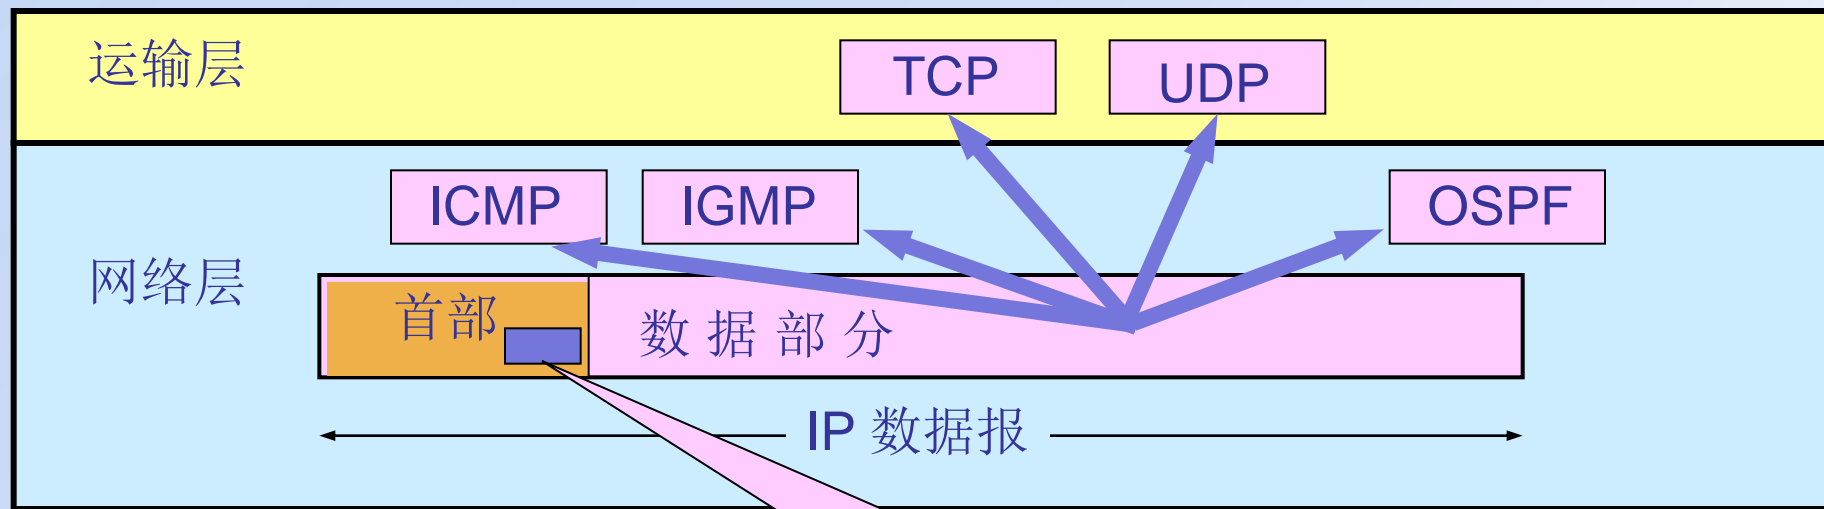 运输层
TCP
UDP
ICMP
IGMP
OSPF
网络层
首部
数 据 部 分
IP 数据报